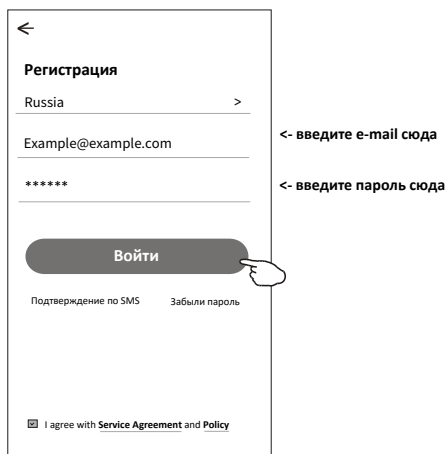 Регистрация
Russia >
Example@example.com
<- введите e-mail сюда
******
<- введите пароль сюда
Войти
Подтверждение по SMS Забыли пароль
I agree with Service Agreement and Policy